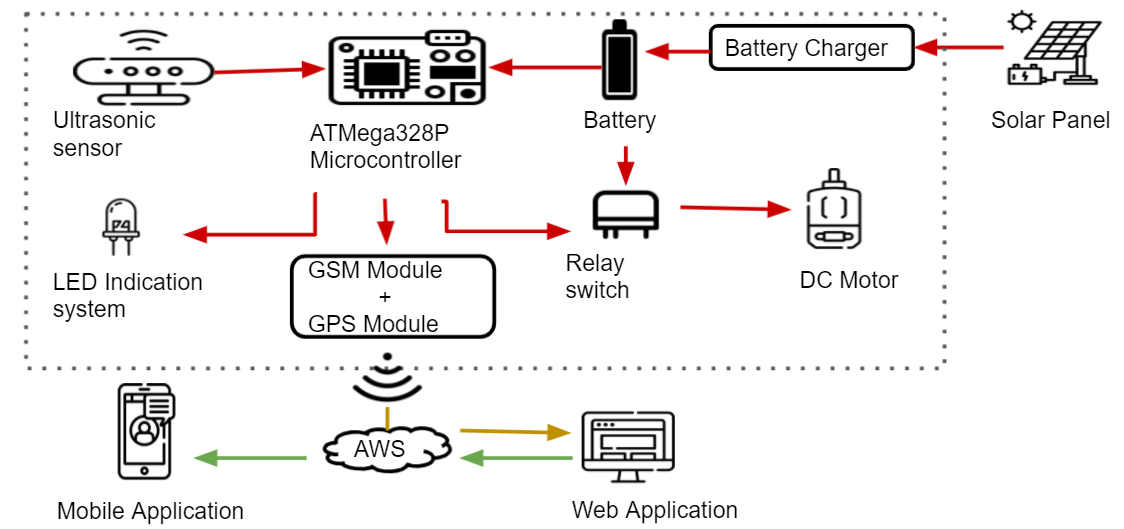 Battery Charger
Ultrasonic
sensor
ATMega328P
Microcontroller
Battery
Solar Panel
LED Indication
system
GSM Module
+
GPS Module
Relay
switch
DC Motor
AWS
Mobile Application
Web Application